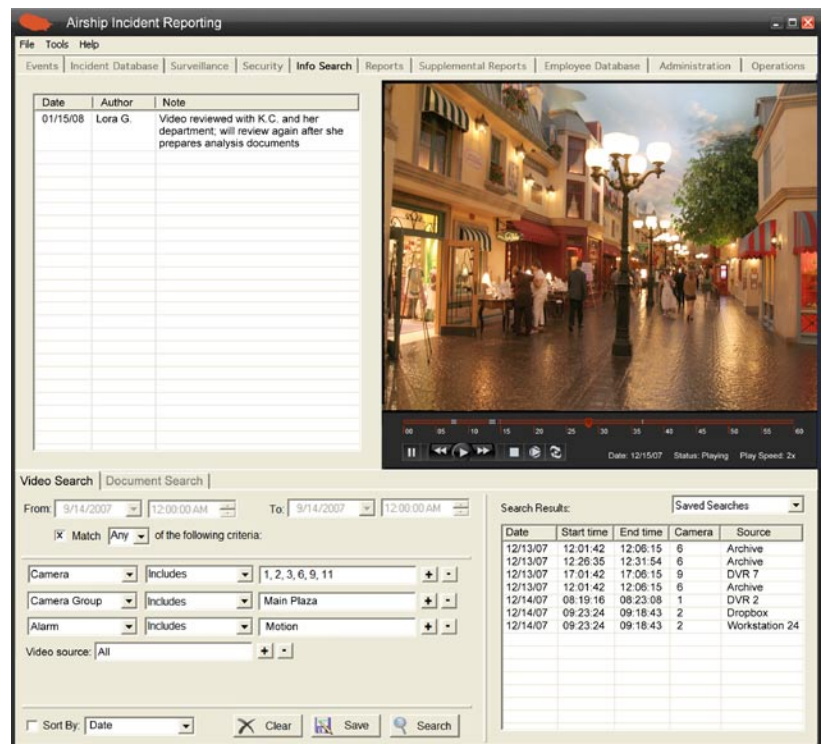 Airship Incident Reporting
File Tools Help
Events Incident Database Surveillance Security Info Search Reports Supplemental Reports Employee Database Administration Operations
Date Author Note
01/15/08 Lora G. Video reviewed with K.C. and her
department; will review again after she
prepares analysis documents
00 05 10 15 20 25 30 35 40 45 50 55 60
Date: 12/15/07 Status: Playing Play Speed: 2x
Video Search Document Search
From: 9/14/2007 12:00:00 AM To: 9/14/2007 12:00:00 AM
Match Any of the following criteria:
Camera Includes 1, 2, 3, 6, 9, 11 + -
Camera Group Includes Main Plaza + -
Alarm Includes Motion + -
Video source: All + -
Sort By: Date Clear Save Search
Search Results: Saved Searches
Date Start time End time Camera Source
12/13/07 12:01:42 12:06:15 6 Archive
12/13/07 12:26:35 12:31:54 6 Archive
12/13/07 17:01:42 17:06:15 9 DVR 7
12/13/07 12:01:42 12:06:15 6 Archive
12/14/07 08:19:16 08:23:08 1 DVR 2
12/14/07 09:23:24 09:18:43 2 Dropbox
12/14/07 09:23:24 09:18:43 2 Workstation 24